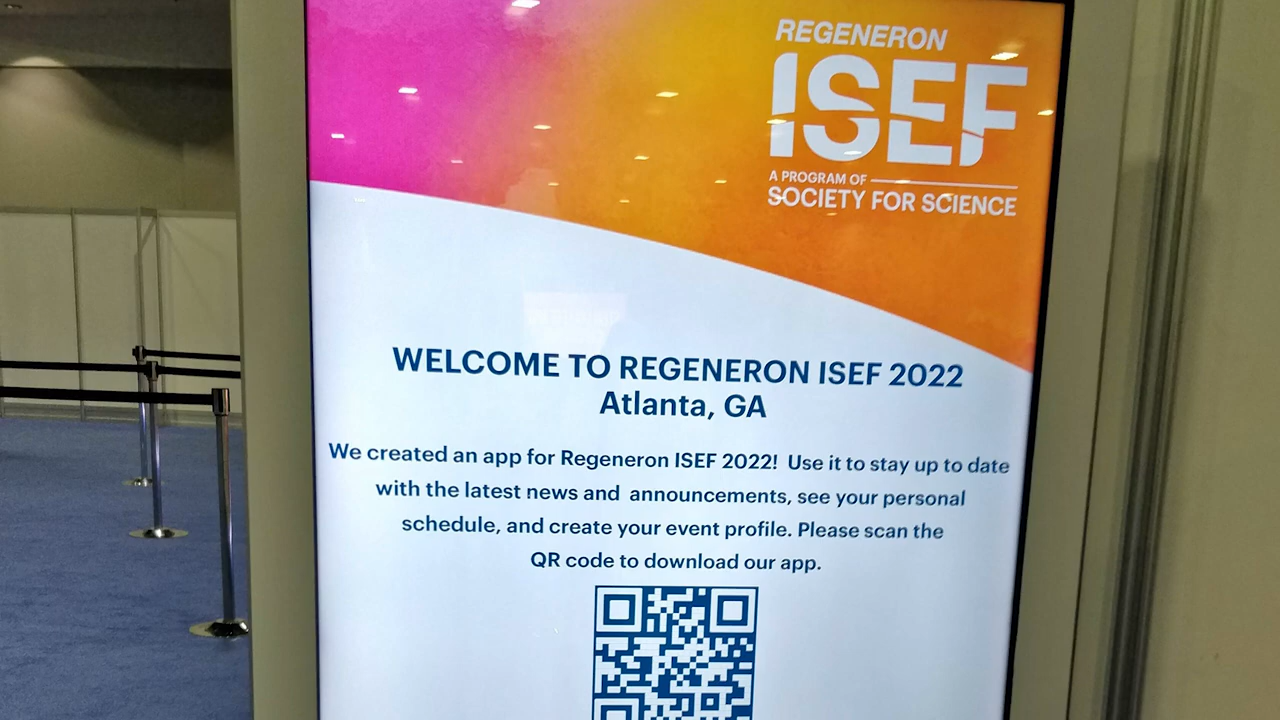 REGENERON
ISEF
A PROGRAM OF
SOCIETY FOR SCIENCE
WELCOME TO REGENERON ISEF 2022
Atlanta, GA
We created an app for Regeneron ISEF 2022!  Use it to stay up to date
with the latest news and  announcements, see your personal
schedule, and create your event profile. Please scan the
QR code to download our app.